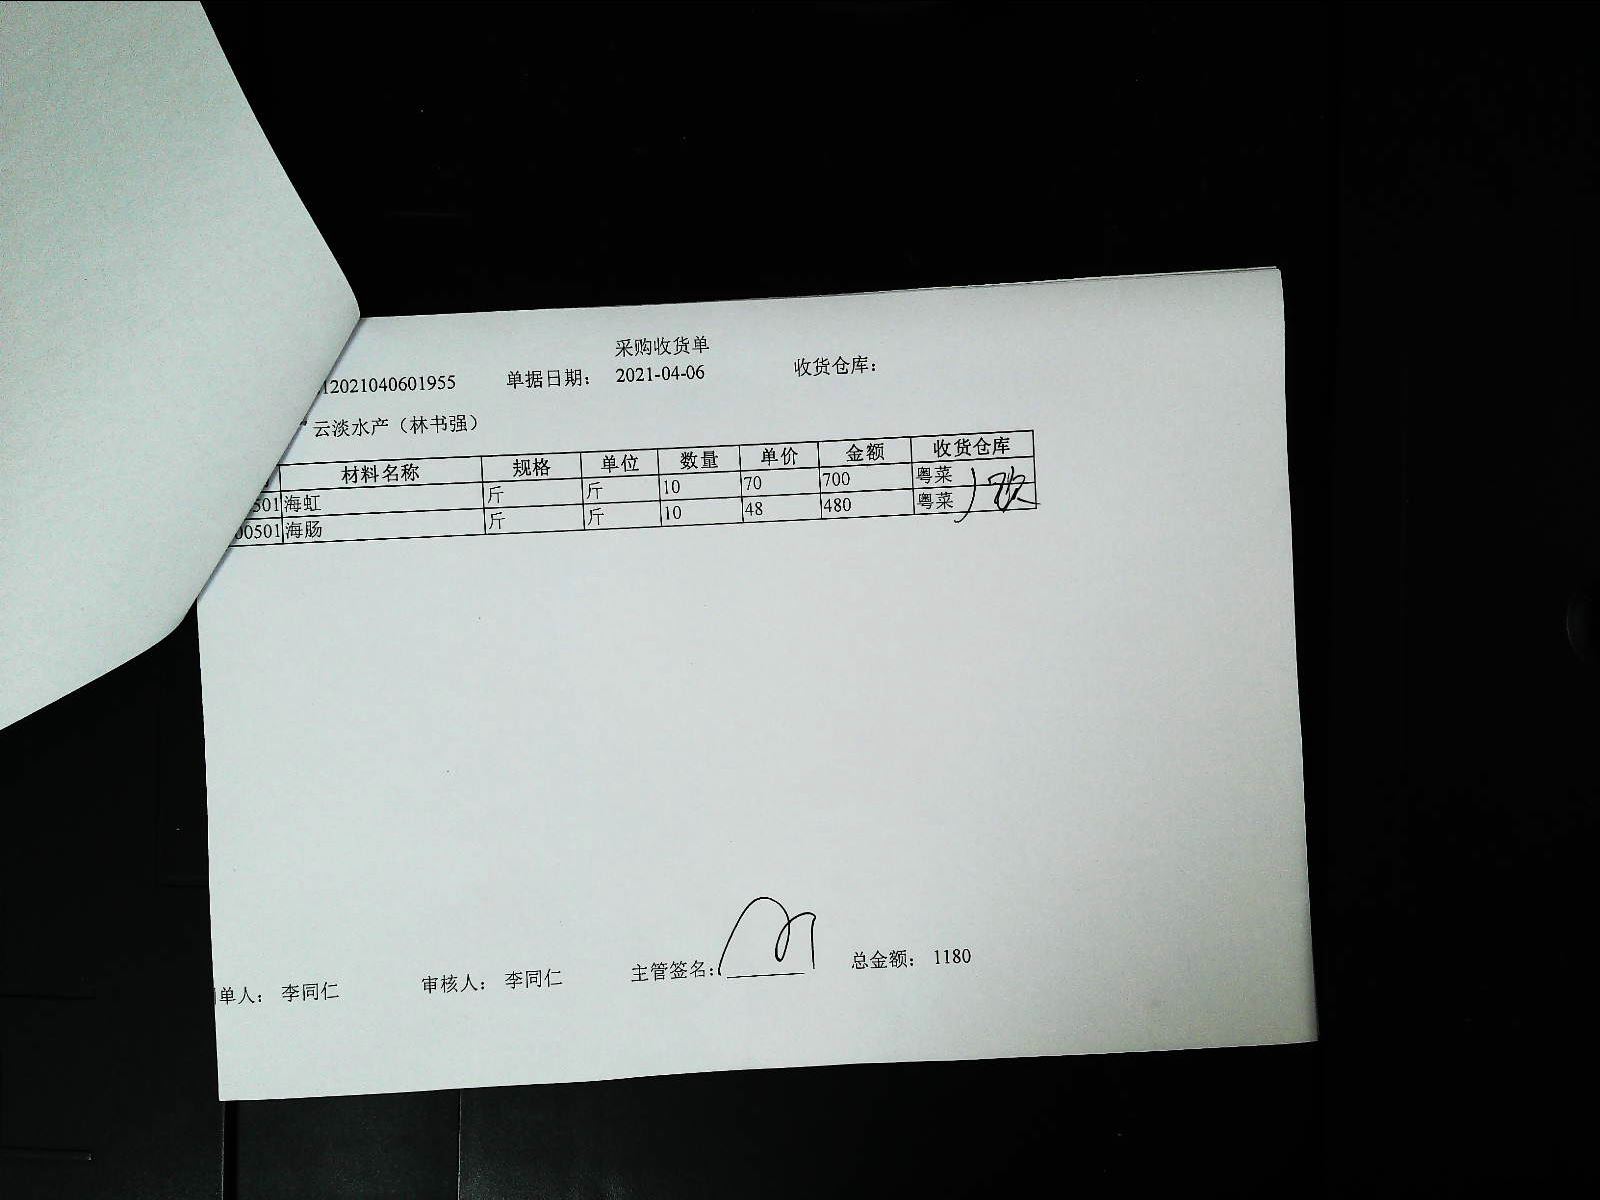 采购收货单
12021040601955 单据日期： 2021-04-06 收货仓库：
云淡水产（林书强）
材料名称 规格 单位 数量 单价 金额 收货仓库
501 海虹 斤 斤 10 70 700 粤菜
00501 海肠 斤 斤 10 48 480 粤菜
单人： 李同仁 审核人： 李同仁 主管签名： 总金额： 1180